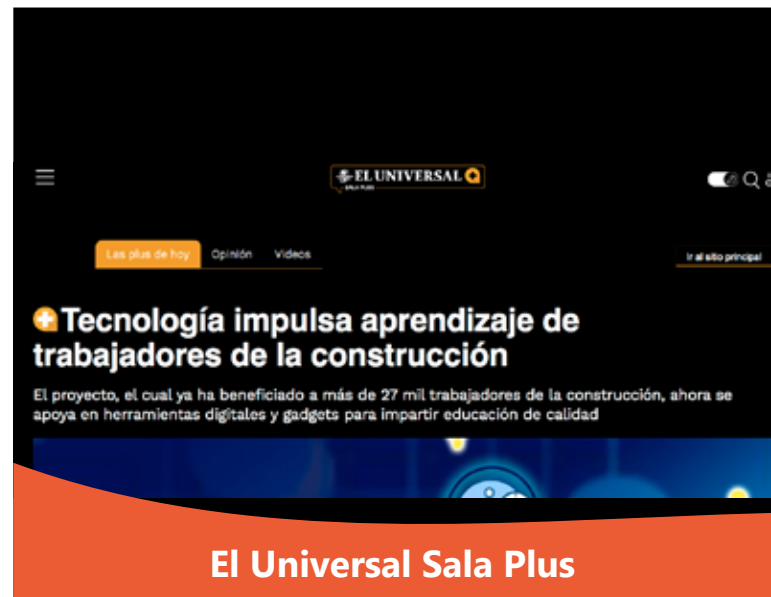 EL UNIVERSAL
SALA PLUS
Las plus de hoy Opinión Videos Ir al sitio principal
Tecnología impulsa aprendizaje de
trabajadores de la construcción
El proyecto, el cual ya ha beneficiado a más de 27 mil trabajadores de la construcción, ahora se
apoya en herramientas digitales y gadgets para impartir educación de calidad
El Universal Sala Plus